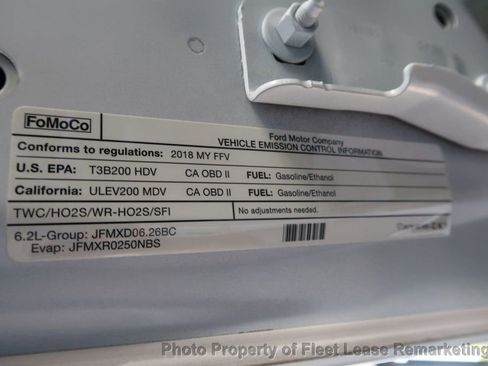 FoMoCo
Ford Motor Company
VEHICLE EMISSION CONTROL INFORMATION
Conforms to regulations: 2018 MY FFV
U.S. EPA: T3B200 HDV CA OBD II FUEL: Gasoline/Ethanol
California: ULEV200 MDV CA OBD II FUEL: Gasoline/Ethanol
TWC/HO2S/WR-HO2S/SFI No adjustments needed.
6.2L-Group: JFMXD06.26BC
Evap: JFMXR0250NBS
Photo Property of Fleet Lease Remarketing